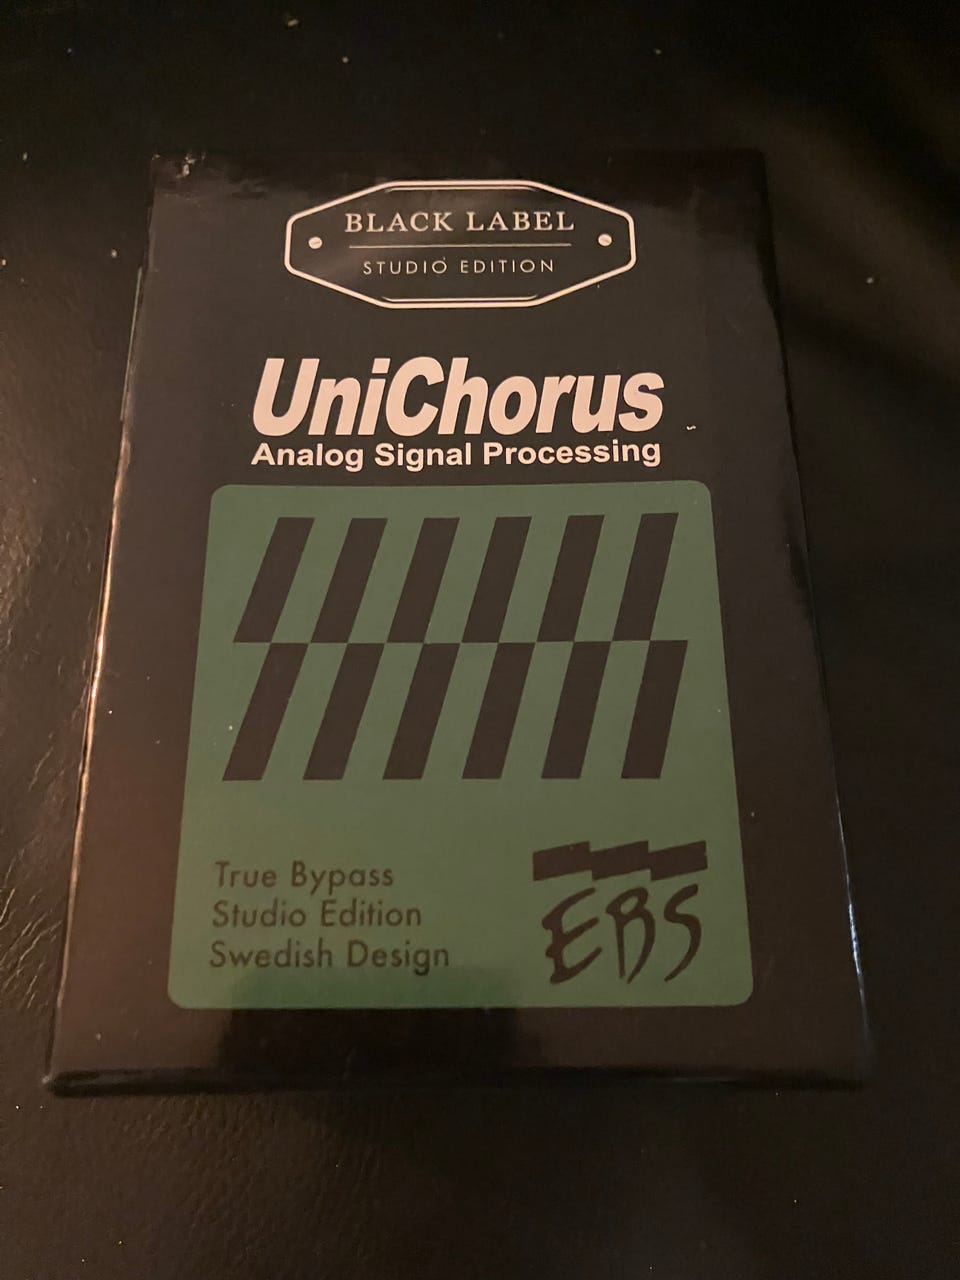 BLACK LABEL
STUDIO EDITION
UniChorus
Analog Signal Processing
True Bypass
Studio Edition
Swedish Design
EBS